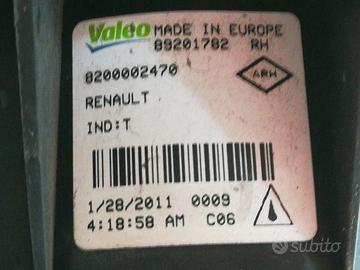 Valeo MADE IN EUROPE
89201782 RH
8200002470
ARH
RENAULT
IND:T
1/28/2011 0009
4:18:58 AM C06
subito